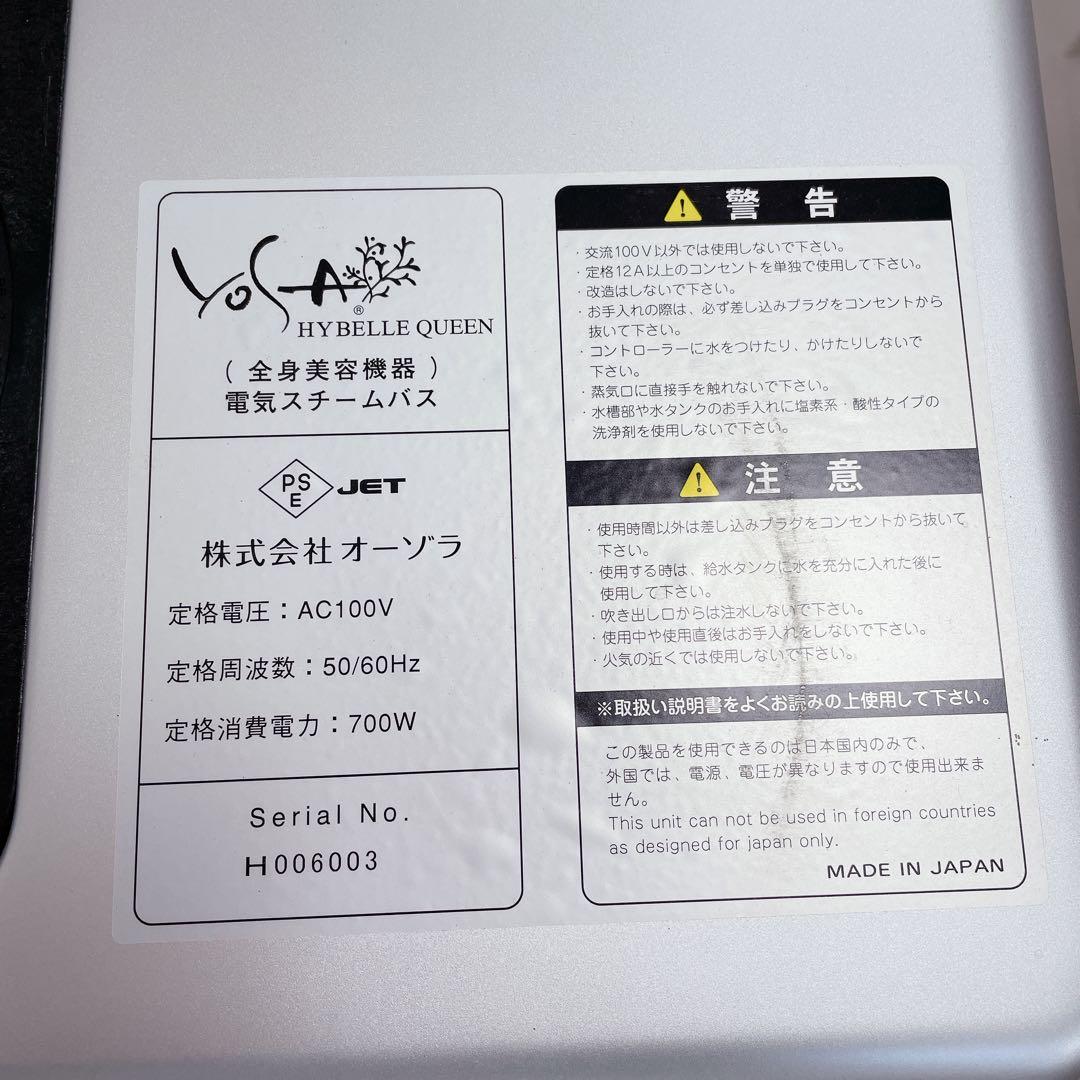 YOSA
®
HYBELLE QUEEN
( 全身美容機器 )
電気スチームバス
PS
E
JET
株式会社 オーゾラ
定格電圧：AC100V
定格周波数：50/60Hz
定格消費電力：700W
Serial No.
H006003
警 告
・交流100V以外では使用しないで下さい。
・定格12A以上のコンセントを単独で使用して下さい。
・改造はしないで下さい。
・お手入れの際は、必ず差し込みプラグをコンセントから
抜いて下さい。
・コントローラーに水をつけたり、かけたりしないで
下さい。
・蒸気口に直接手を触れないで下さい。
・水槽部や水タンクのお手入れに塩素系・酸性タイプの
洗浄剤を使用しないで下さい。
注 意
・使用時間以外は差し込みプラグをコンセントから抜いて
下さい。
・使用する時は、給水タンクに水を充分に入れた後に
使用して下さい。
・吹き出し口からは注水しないで下さい。
・使用中や使用直後はお手入れをしないで下さい。
・火気の近くでは使用しないで下さい。
※取扱い説明書をよくお読みの上使用して下さい。
この製品を使用できるのは日本国内のみで、
外国では、電源、電圧が異なりますので使用出来ま
せん。
This unit can not be used in foreign countries
as designed for japan only.
MADE IN JAPAN